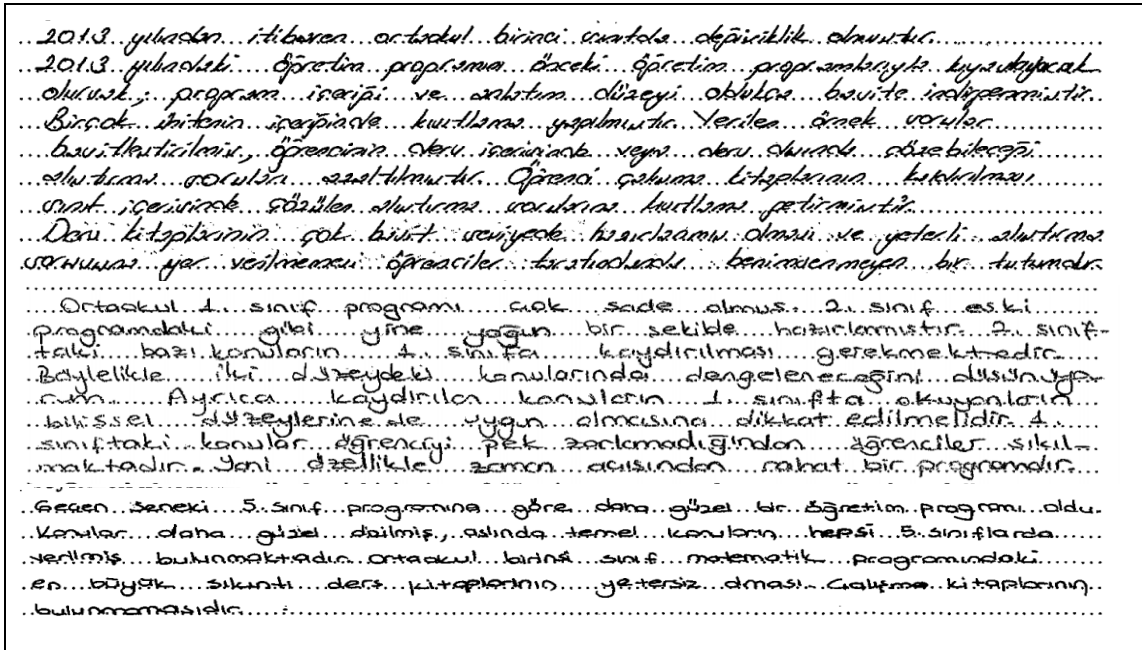 2013 yılından itibaren ortaokul birinci sınıfta değişiklik olmuştur.
2013 yılındaki öğretim programını önceki öğretim programlarıyla kıyaslayacak
olursak; program içeriği ve anlatım düzeyi oldukça basite indirgenmiştir.
Birçok ünitenin içeriğinde kısıtlama yapılmıştır. Verilen örnek sorular
basitleştirilmiş, öğrencinin ders içerisinde veya ders dışında çözebileceği
alıştırma soruları azaltılmıştır. Öğrenci çalışma kitaplarının kaldırılması
sınıf içerisinde çözülen alıştırma sorularına kısıtlama getirmiştir.
Ders kitaplarının çok basit seviyede hazırlanmış olması ve yeterli alıştırma
sorusuna yer verilmemesi öğrenciler tarafından benimsenmeyen bir tutumdur.
Ortaokul 1. sınıf programı çok sade olmuş. 2. sınıf eski
programdaki gibi yine yoğun bir şekilde hazırlanmıştır. 2. sınıf-
taki bazı konuların 1. sınıfa kaydırılması gerekmektedir.
Böylelikle iki düzeydeki konularında dengeleneceğini düşünüyo-
rum. Ayrıca kaydırılan konuların 1. sınıfta okuyanların
bilişsel düzeylerine de uygun olmasına dikkat edilmelidir. 1.
sınıftaki konular öğrenciyi pek zorlamadığından öğrenciler sıkıl-
maktadır. Yani özellikle zaman açısından rahat bir programdır.
Geçen seneki 5. sınıf programına göre daha güzel bir öğretim programı oldu.
Konular daha güzel dağılmış, aslında temel konuların hepsi 5. sınıflarda
verilmiş bulunmaktadır. Ortaokul birinsi sınıf matematik programındaki
en büyük sıkıntı ders kitaplarının yetersiz olması. Çalışma kitaplarının
bulunmamasıdır.